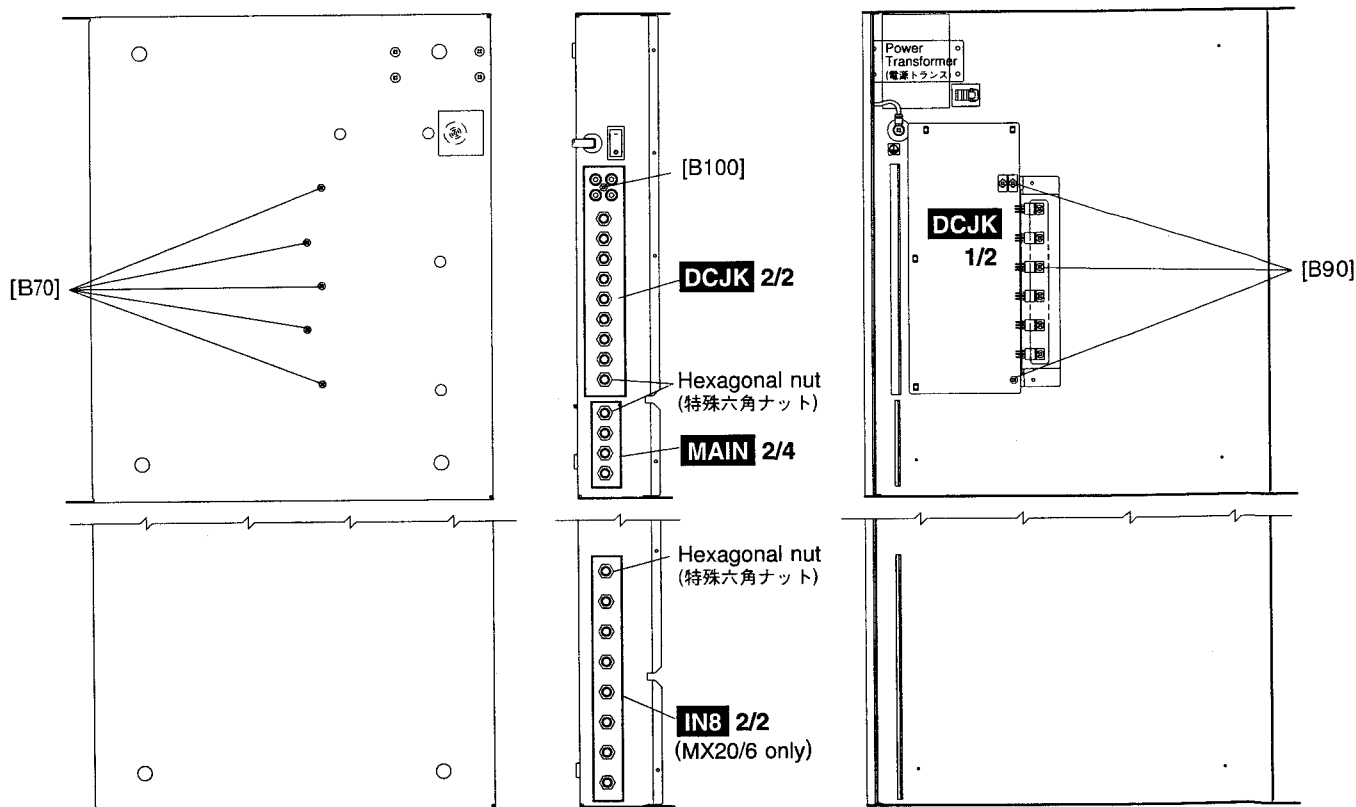 Power
Transformer
(電源トランス)
[B100]
[B70]
DCJK 2/2
DCJK
1/2
[B90]
Hexagonal nut
(特殊六角ナット)
MAIN 2/4
Hexagonal nut
(特殊六角ナット)
IN8 2/2
(MX20/6 only)